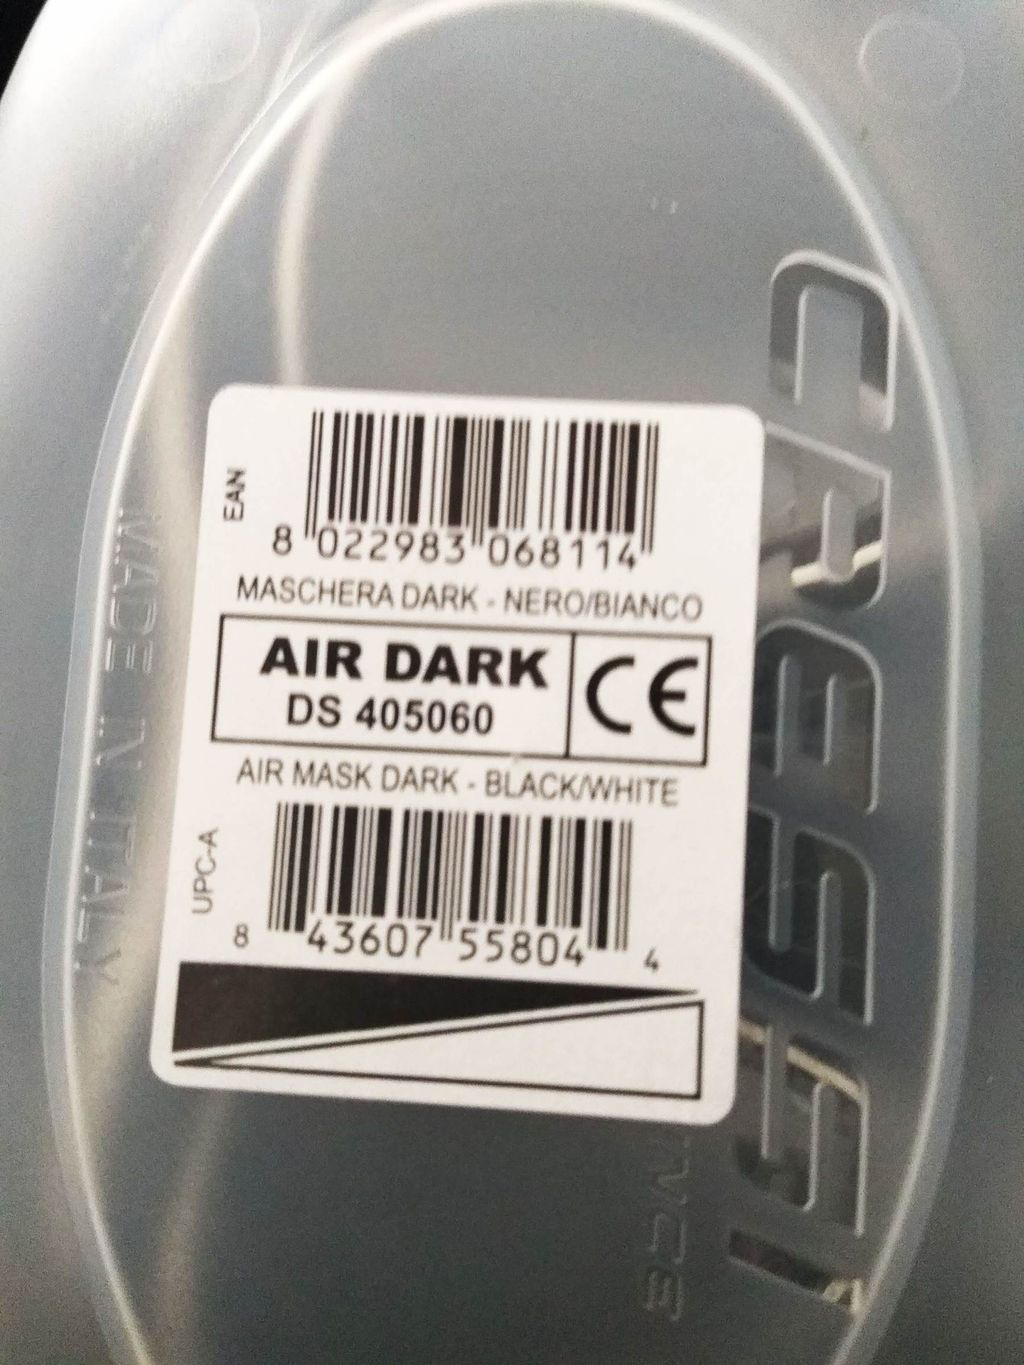 EAN
8 022983 068114
MASCHERA DARK - NERO/BIANCO
AIR DARK
DS 405060
CE
AIR MASK DARK - BLACK/WHITE
UPC-A
8 43607 55804 4
MADE IN ITALY
CRESSI